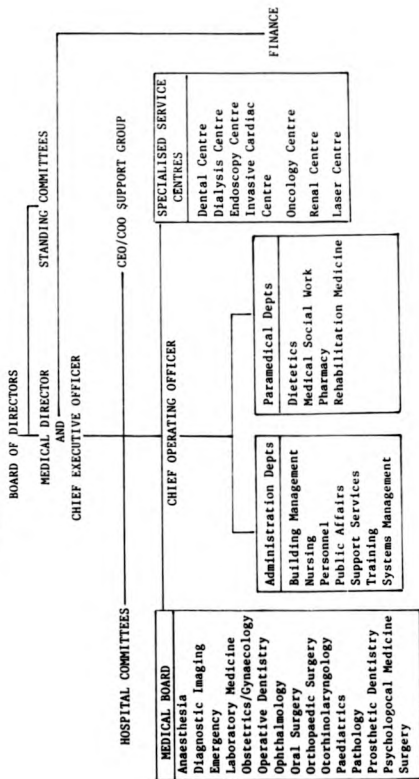 BOARD OF DIRECTORS
MEDICAL DIRECTOR
AND
CHIEF EXECUTIVE OFFICER
STANDING COMMITTEES
FINANCE
HOSPITAL COMMITTEES
CEO/COO SUPPORT GROUP
CHIEF OPERATING OFFICER
MEDICAL BOARD
Anaesthesia
Diagnostic Imaging
Emergency
Laboratory Medicine
Obstetrics/Gynaecology
Operative Dentistry
Ophthalmology
Oral Surgery
Orthopaedic Surgery
Otorhinolaryngology
Paediatrics
Pathology
Prosthetic Dentistry
Psychologocal Medicine
Surgery
Administration Depts
Building Management
Nursing
Personnel
Public Affairs
Support Services
Training
Systems Management
Paramedical Depts
Dietetics
Medical Social Work
Pharmacy
Rehabilitation Medicine
SPECIALISED SERVICE
CENTRES
Dental Centre
Dialysis Centre
Endoscopy Centre
Invasive Cardiac
Centre
Oncology Centre
Renal Centre
Laser Centre